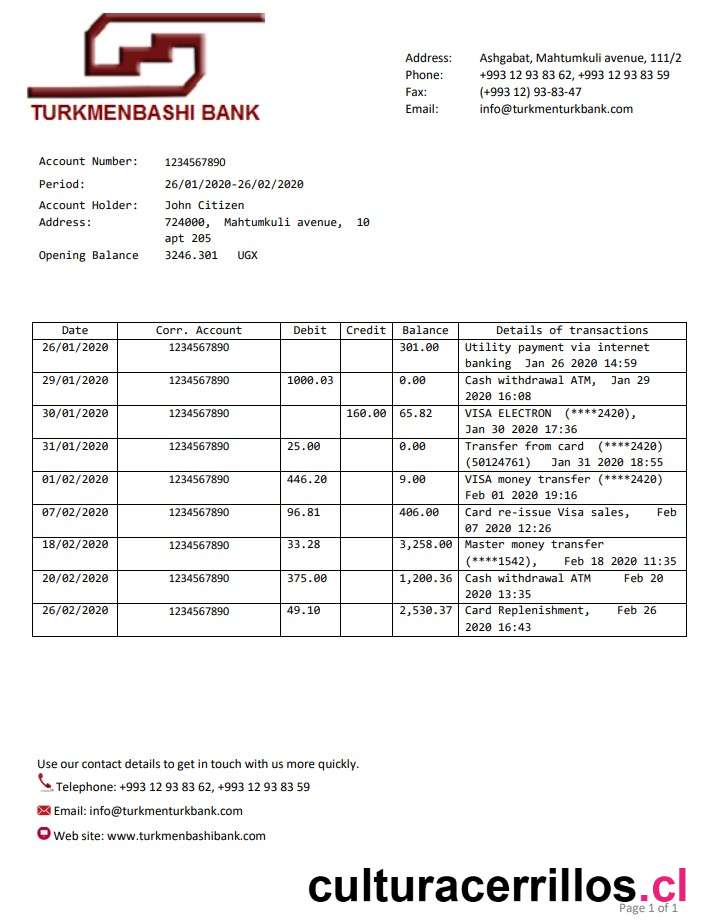 TURKMENBASHI BANK
Address: Ashgabat, Mahtumkuli avenue, 111/2
Phone: +993 12 93 83 62, +993 12 93 83 59
Fax: (+993 12) 93-83-47
Email: info@turkmenturkbank.com
Account Number: 1234567890
Period: 26/01/2020-26/02/2020
Account Holder: John Citizen
Address: 724000, Mahtumkuli avenue, 10
apt 205
Opening Balance 3246.301 UGX
Date Corr. Account Debit Credit Balance Details of transactions
26/01/2020 1234567890 301.00 Utility payment via internet
banking Jan 26 2020 14:59
29/01/2020 1234567890 1000.03 0.00 Cash withdrawal ATM, Jan 29
2020 16:08
30/01/2020 1234567890 160.00 65.82 VISA ELECTRON (****2420),
Jan 30 2020 17:36
31/01/2020 1234567890 25.00 0.00 Transfer from card (****2420)
(50124761) Jan 31 2020 18:55
01/02/2020 1234567890 446.20 9.00 VISA money transfer (****2420)
Feb 01 2020 19:16
07/02/2020 1234567890 96.81 406.00 Card re-issue Visa sales, Feb
07 2020 12:26
18/02/2020 1234567890 33.28 3,258.00 Master money transfer
(****1542), Feb 18 2020 11:35
20/02/2020 1234567890 375.00 1,200.36 Cash withdrawal ATM Feb 20
2020 13:35
26/02/2020 1234567890 49.10 2,530.37 Card Replenishment, Feb 26
2020 16:43
Use our contact details to get in touch with us more quickly.
Telephone: +993 12 93 83 62, +993 12 93 83 59
Email: info@turkmenturkbank.com
Web site: www.turkmenbashibank.com
culturacerrillos.cl
Page 1 of 1